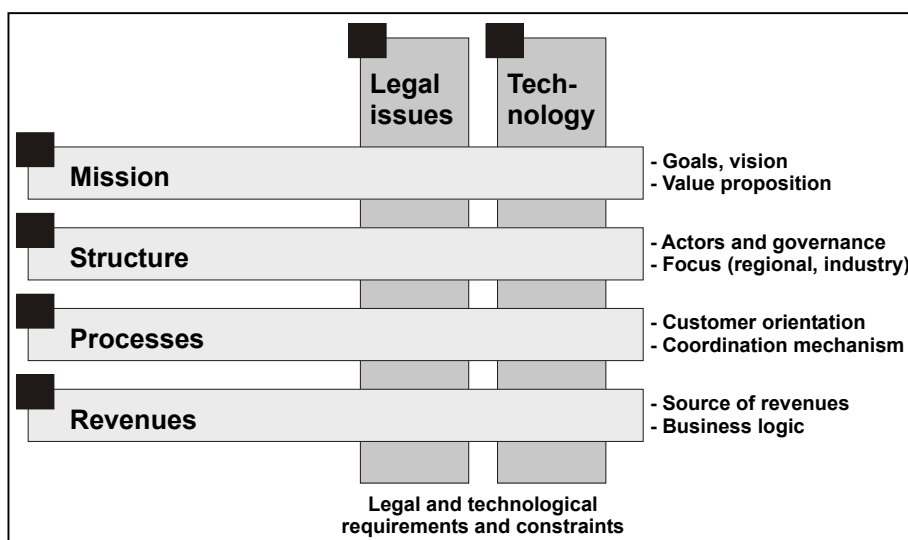 Legal
issues
Tech-
nology
Mission
- Goals, vision
- Value proposition
Structure
- Actors and governance
- Focus (regional, industry)
Processes
- Customer orientation
- Coordination mechanism
Revenues
- Source of revenues
- Business logic
Legal and technological
requirements and constraints